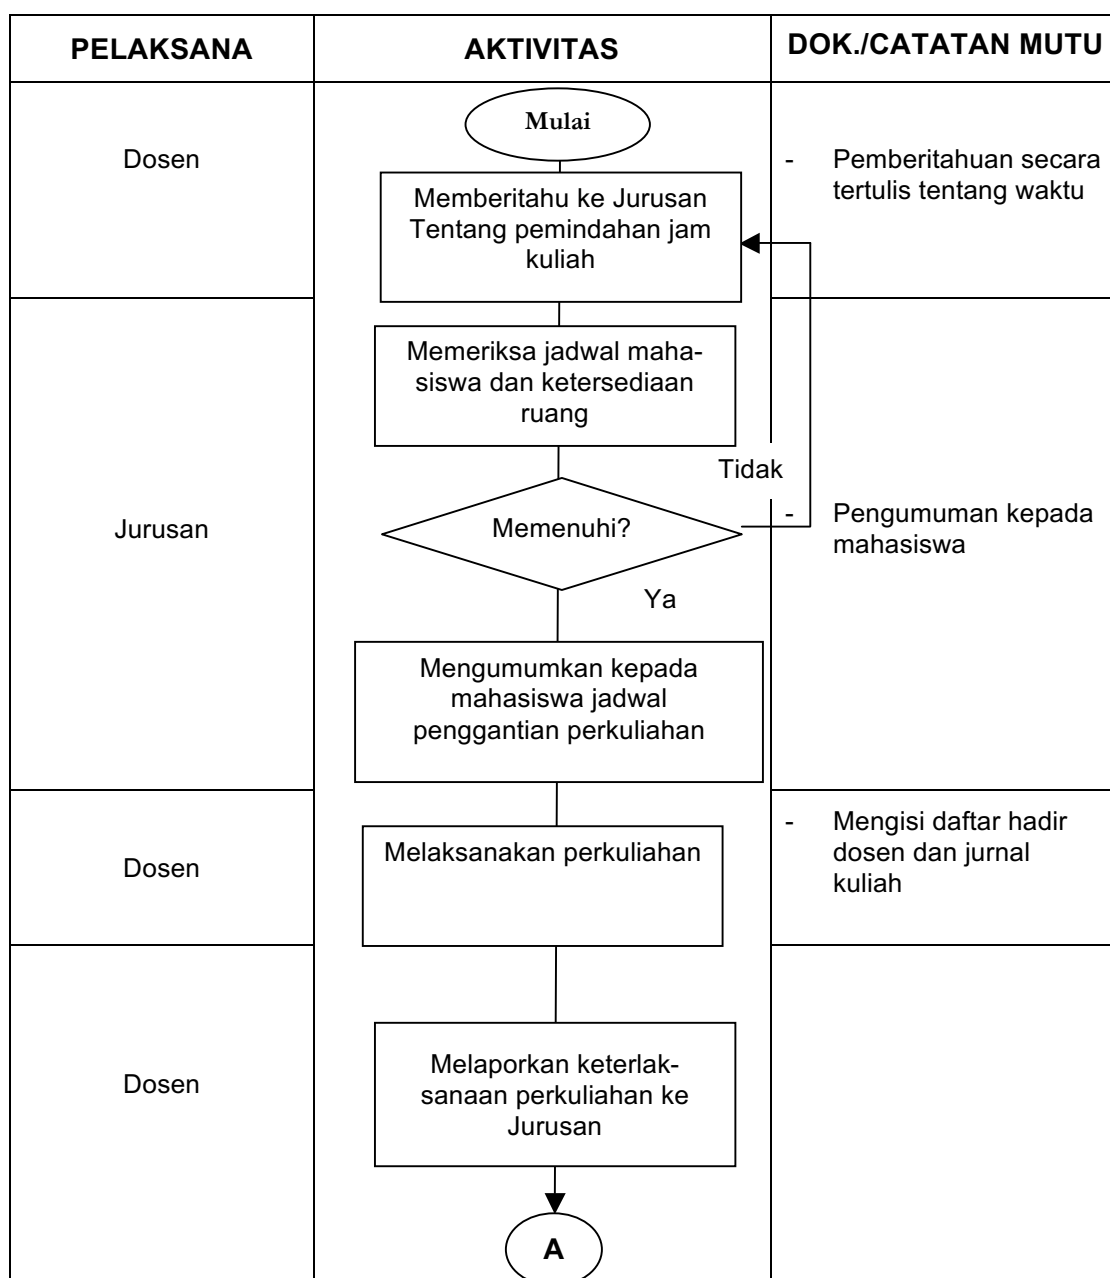 PELAKSANA
AKTIVITAS
DOK./CATATAN MUTU
Mulai
Dosen
Memberitahu ke Jurusan
Tentang pemindahan jam
kuliah
- Pemberitahuan secara
tertulis tentang waktu
Jurusan
Memeriksa jadwal maha-
siswa dan ketersediaan
ruang
Tidak
Memenuhi?
- Pengumuman kepada
mahasiswa
Ya
Mengumumkan kepada
mahasiswa jadwal
penggantian perkuliahan
Dosen
Melaksanakan perkuliahan
- Mengisi daftar hadir
dosen dan jurnal
kuliah
Dosen
Melaporkan keterlak-
sanaan perkuliahan ke
Jurusan
A